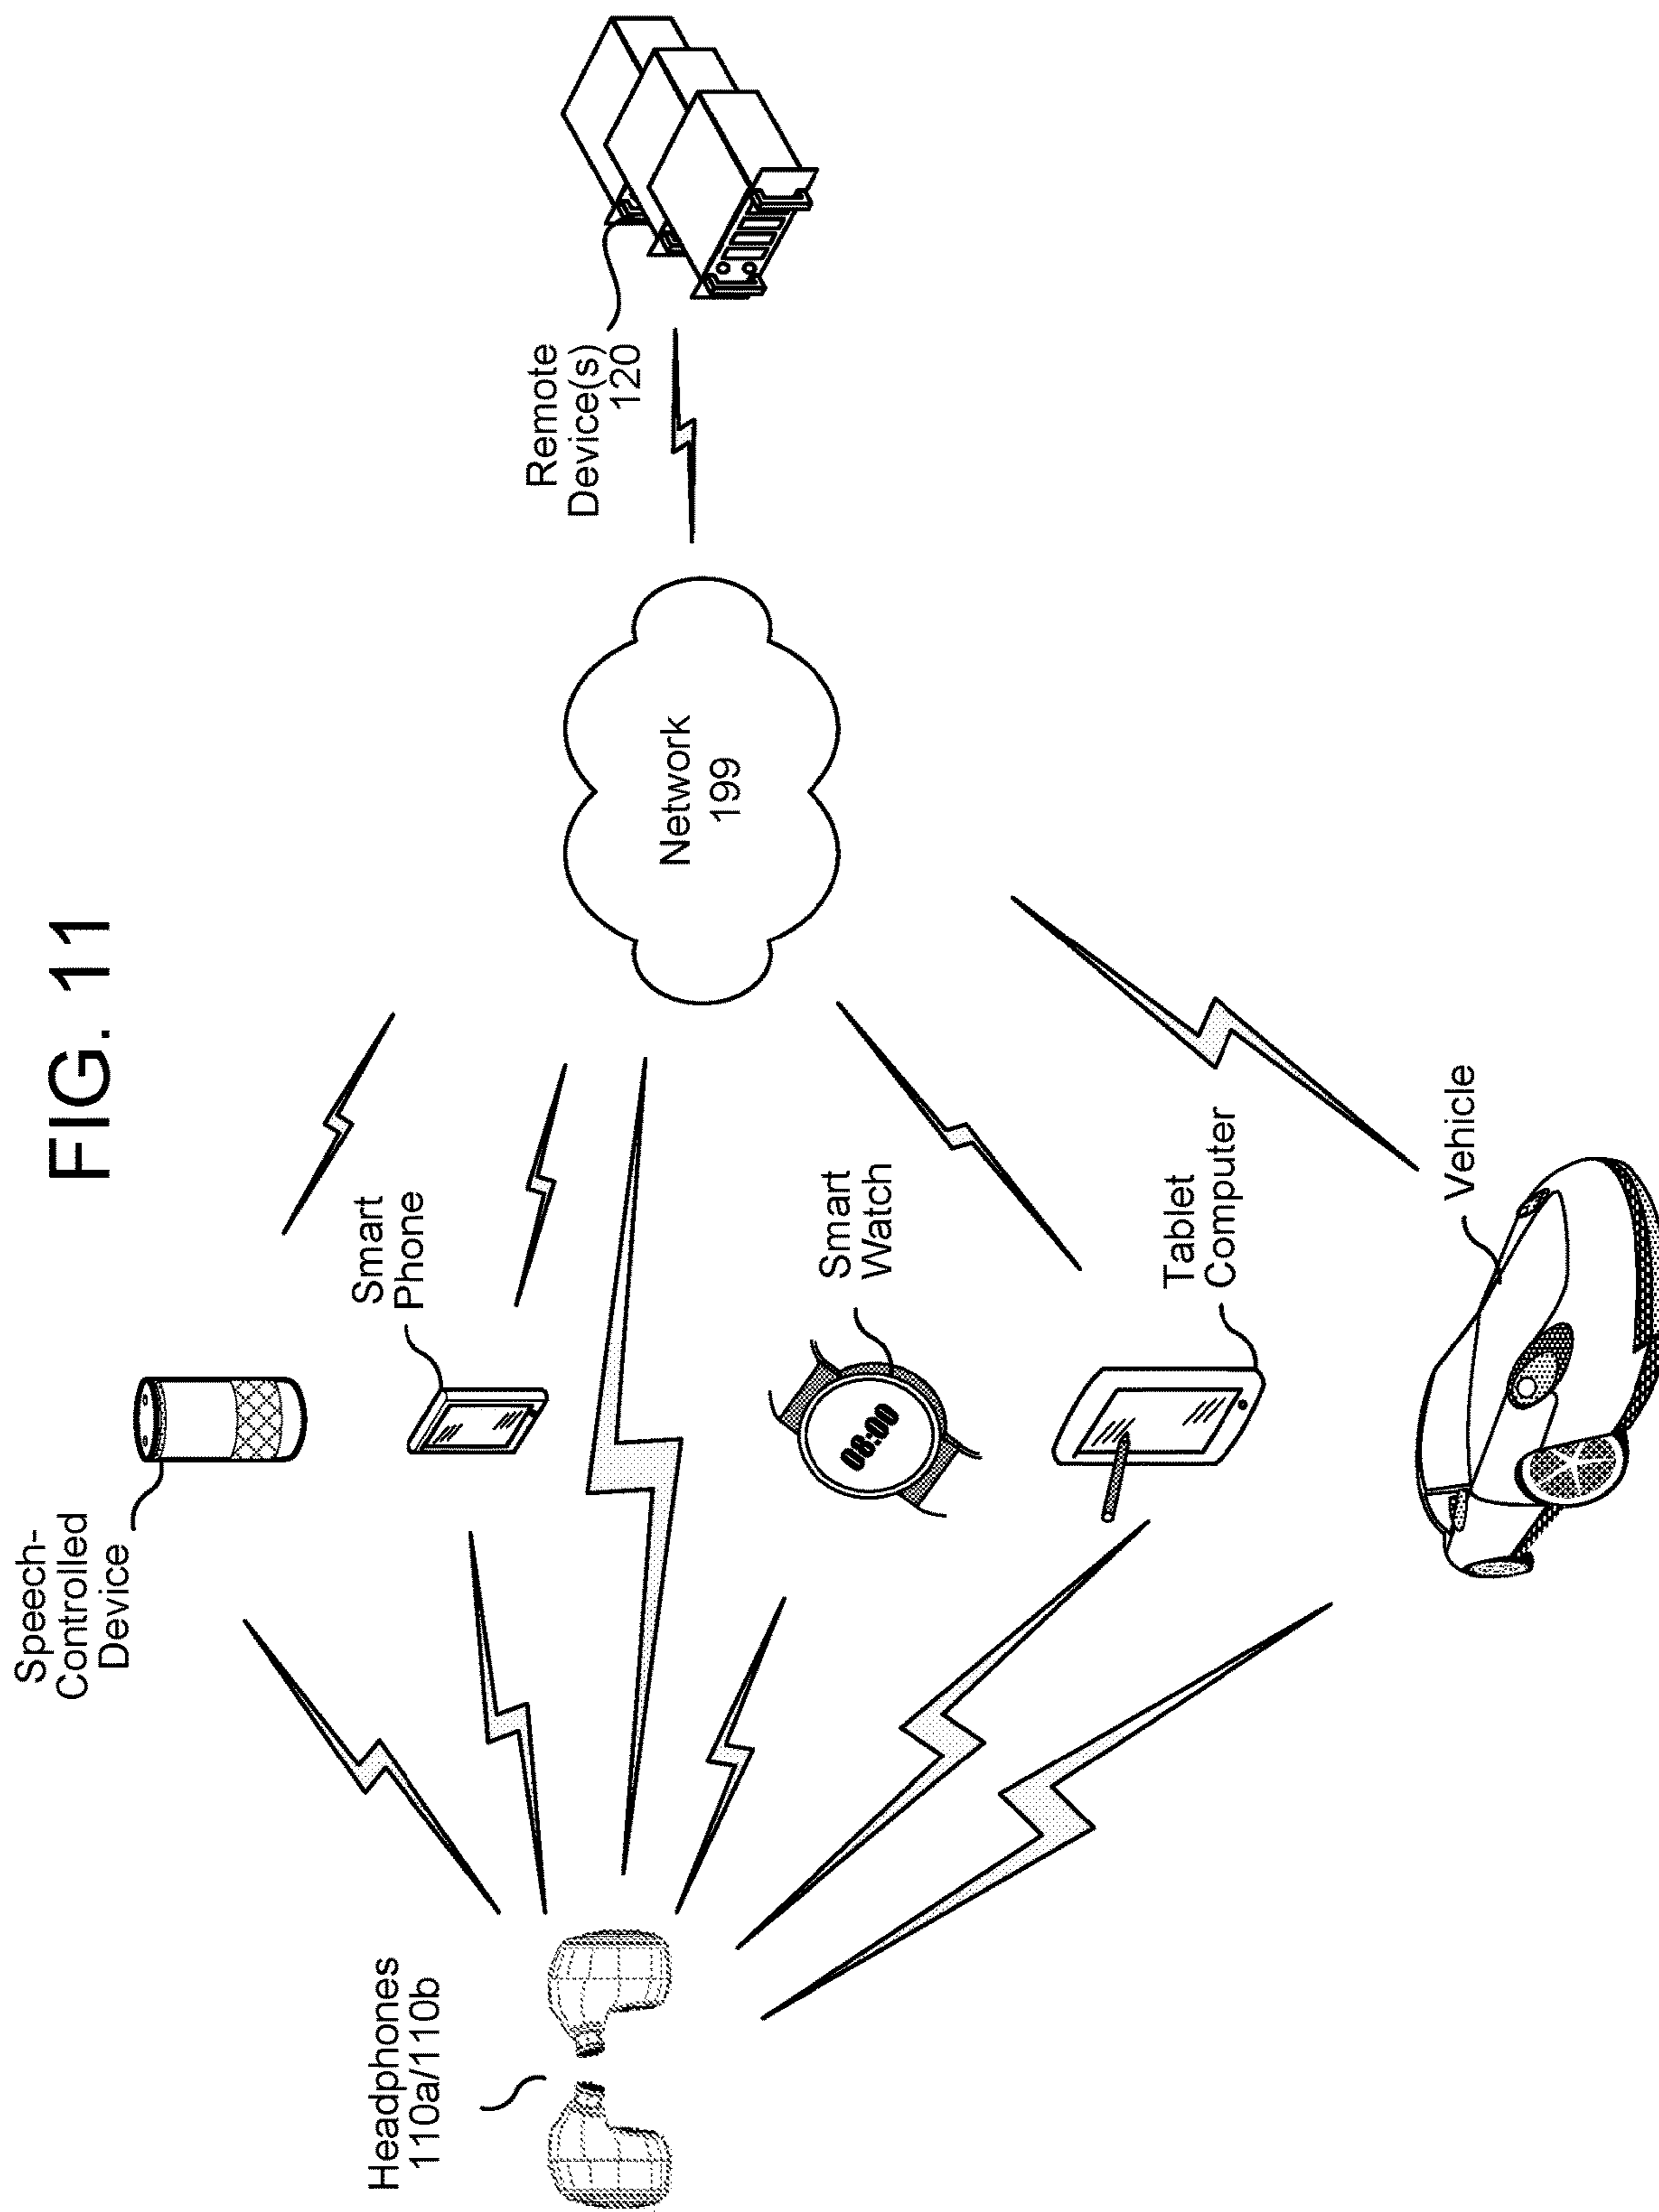 FIG. 11
Speech-
Controlled
Device
Smart
Phone
Headphones
110a/110b
Remote
Device(s)
120
Network
199
Smart
Watch
08:00
Tablet
Computer
Vehicle